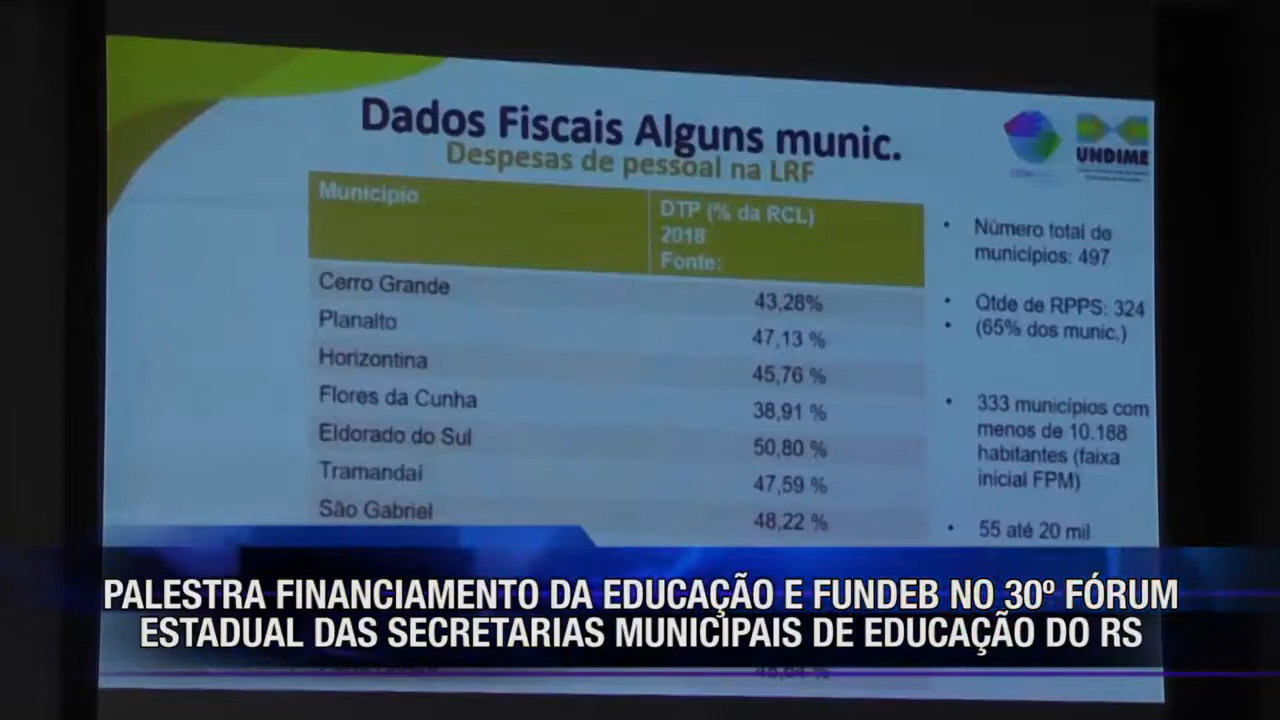 Dados Fiscais Alguns munic.
Despesas de pessoal na LRF
UNDIME
Município
DTP (% da RCL)
2018
Fonte:
Cerro Grande 43,28%
Planalto 47,13 %
Horizontina 45,76 %
Flores da Cunha 38,91 %
Eldorado do Sul 50,80 %
Tramandaí 47,59 %
São Gabriel 48,22 %
• Número total de
municípios: 497
• Qtde de RPPS: 324
• (65% dos munic.)
• 333 municípios com
menos de 10.188
habitantes (faixa
inicial FPM)
• 55 até 20 mil
PALESTRA FINANCIAMENTO DA EDUCAÇÃO E FUNDEB NO 30º FÓRUM
ESTADUAL DAS SECRETARIAS MUNICIPAIS DE EDUCAÇÃO DO RS